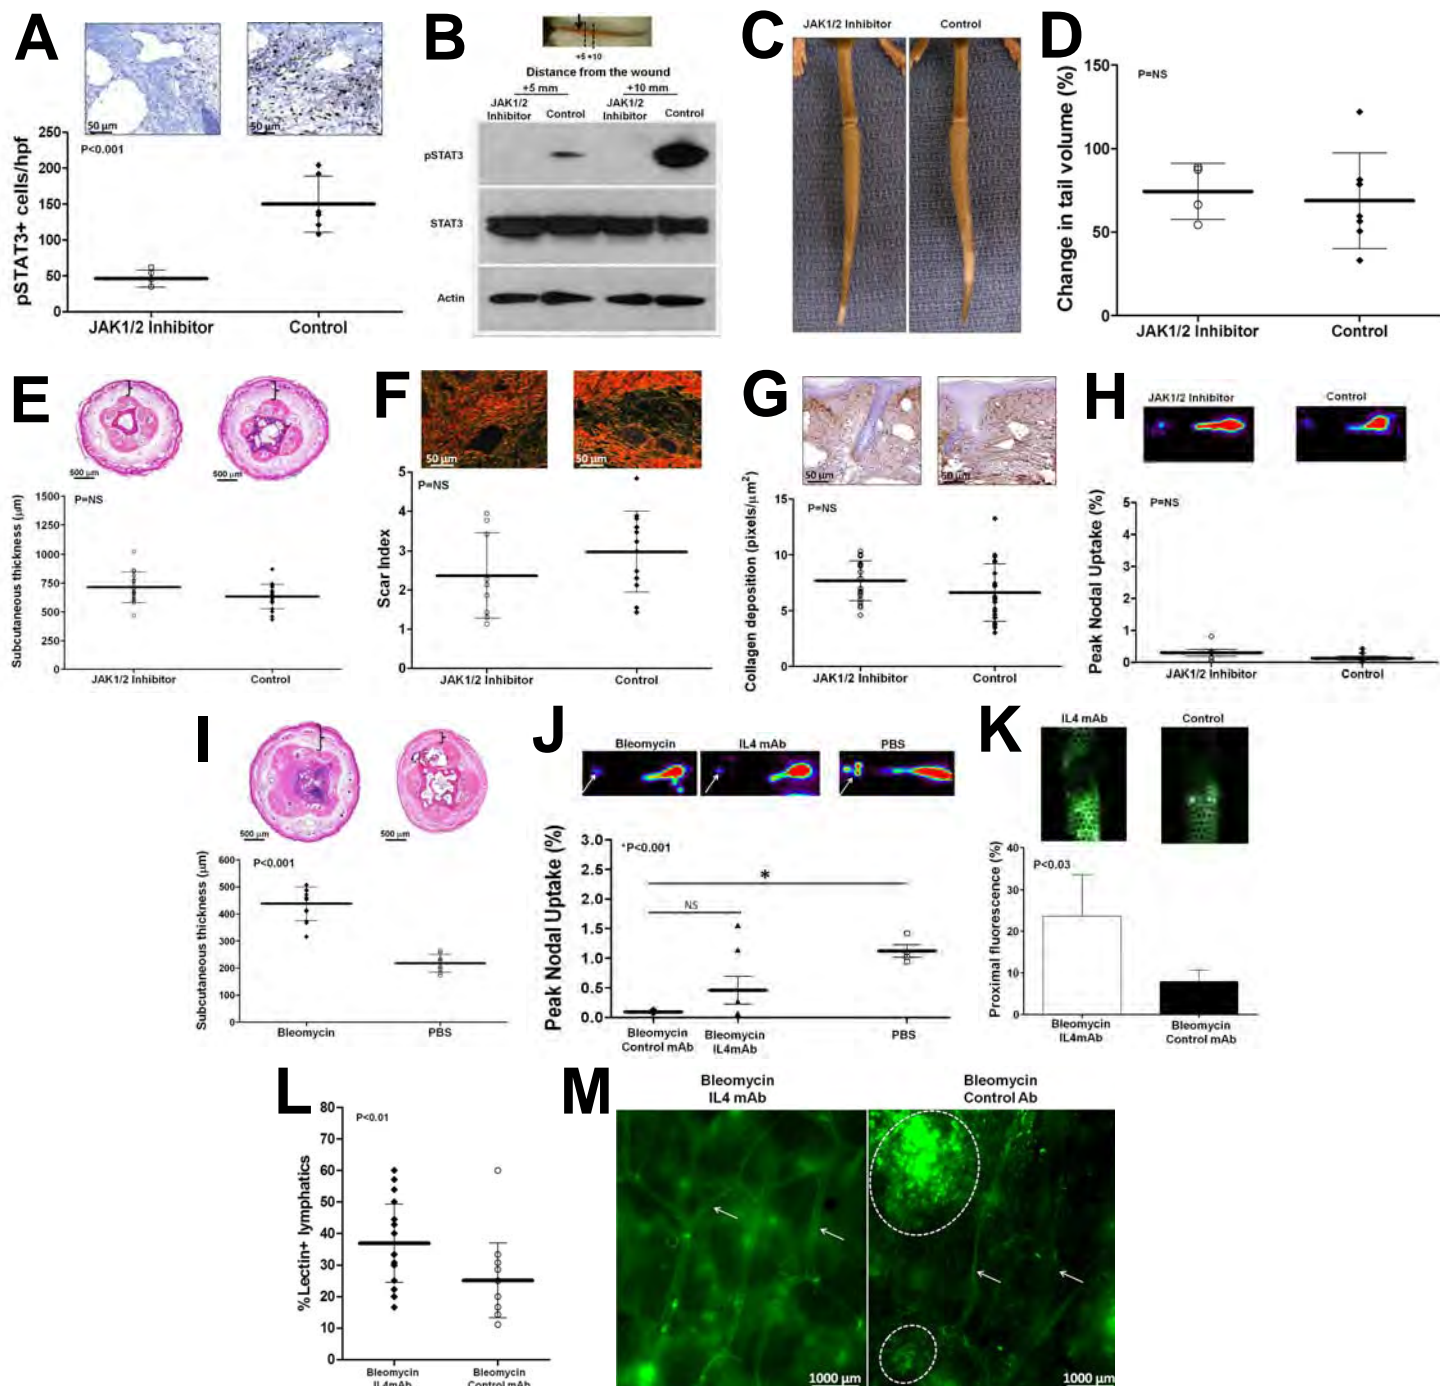 A
50 µm
50 µm
pSTAT3+ cells/hpf
250
200
150
100
50
0
P<0.001
JAK1/2 Inhibitor
Control
B
+5 +10
Distance from the wound
+5 mm
+10 mm
JAK1/2 Inhibitor
Control
JAK1/2 Inhibitor
Control
pSTAT3
STAT3
Actin
C
JAK1/2 Inhibitor
Control
D
Change in tail volume (%)
150
100
50
0
P=NS
JAK1/2 Inhibitor
Control
E
500 µm
500 µm
Subcutaneous thickness (µm)
1500
1250
1000
750
500
250
0
P=NS
JAK1/2 Inhibitor
Control
F
50 µm
50 µm
Scar Index
5
4
3
2
1
0
P=NS
JAK1/2 Inhibitor
Control
G
50 µm
50 µm
Collagen deposition (pixels/µm²)
15
10
5
0
P=NS
JAK1/2 Inhibitor
Control
H
JAK1/2 Inhibitor
Control
Peak Nodal Uptake (%)
5
4
3
2
1
0
P=NS
JAK1/2 Inhibitor
Control
I
500 µm
500 µm
Subcutaneous thickness (µm)
600
500
400
300
200
100
0
P<0.001
Bleomycin
PBS
J
Bleomycin
IL4 mAb
PBS
Peak Nodal Uptake (%)
3.0
2.5
2.0
1.5
1.0
0.5
0.0
*P<0.001
*
NS
Bleomycin
Control mAb
Bleomycin
IL4mAb
PBS
K
IL4 mAb
Control
Proximal fluorescence (%)
40
30
20
10
0
P<0.03
Bleomycin
IL4mAb
Bleomycin
Control mAb
L
%Lectin+ lymphatics
80
70
60
50
40
30
20
10
0
P<0.01
Bleomycin
IL4mAb
Bleomycin
Control mAb
M
Bleomycin
IL4 mAb
Bleomycin
Control Ab
1000 µm
1000 µm